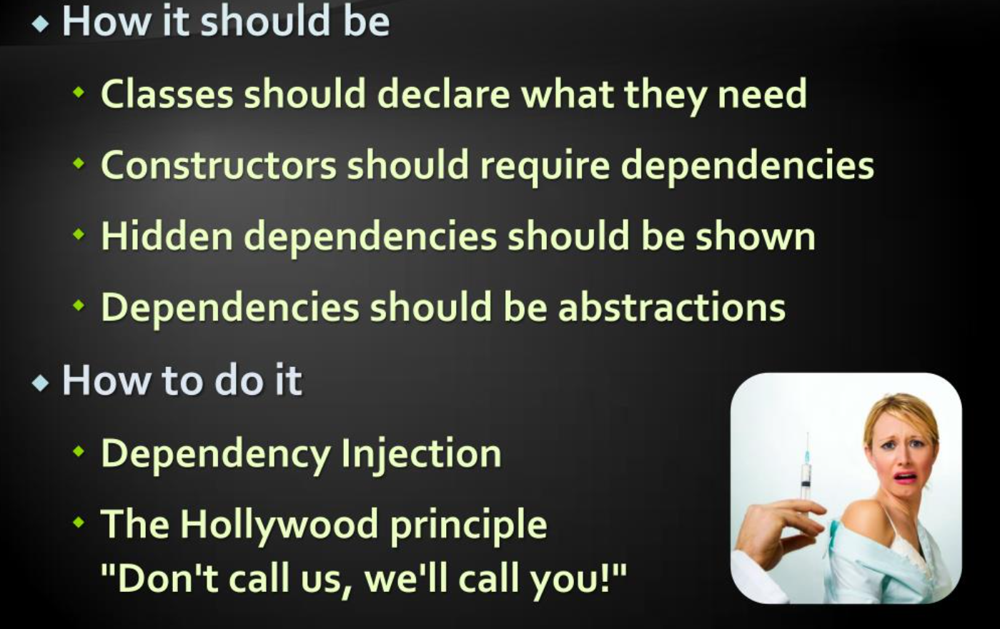 How it should be
Classes should declare what they need
Constructors should require dependencies
Hidden dependencies should be shown
Dependencies should be abstractions
How to do it
Dependency Injection
The Hollywood principle
"Don't call us, we'll call you!"